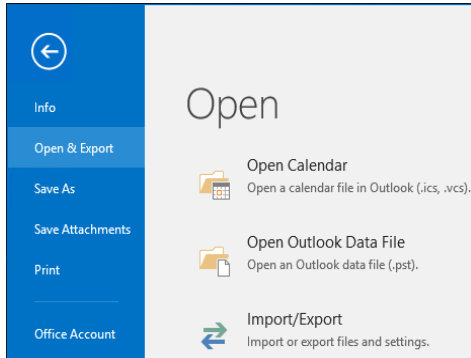 Info
Open & Export
Save As
Save Attachments
Print
Office Account
Open
Open Calendar
Open a calendar file in Outlook (.ics, .vcs).
Open Outlook Data File
Open an Outlook data file (.pst).
Import/Export
Import or export files and settings.